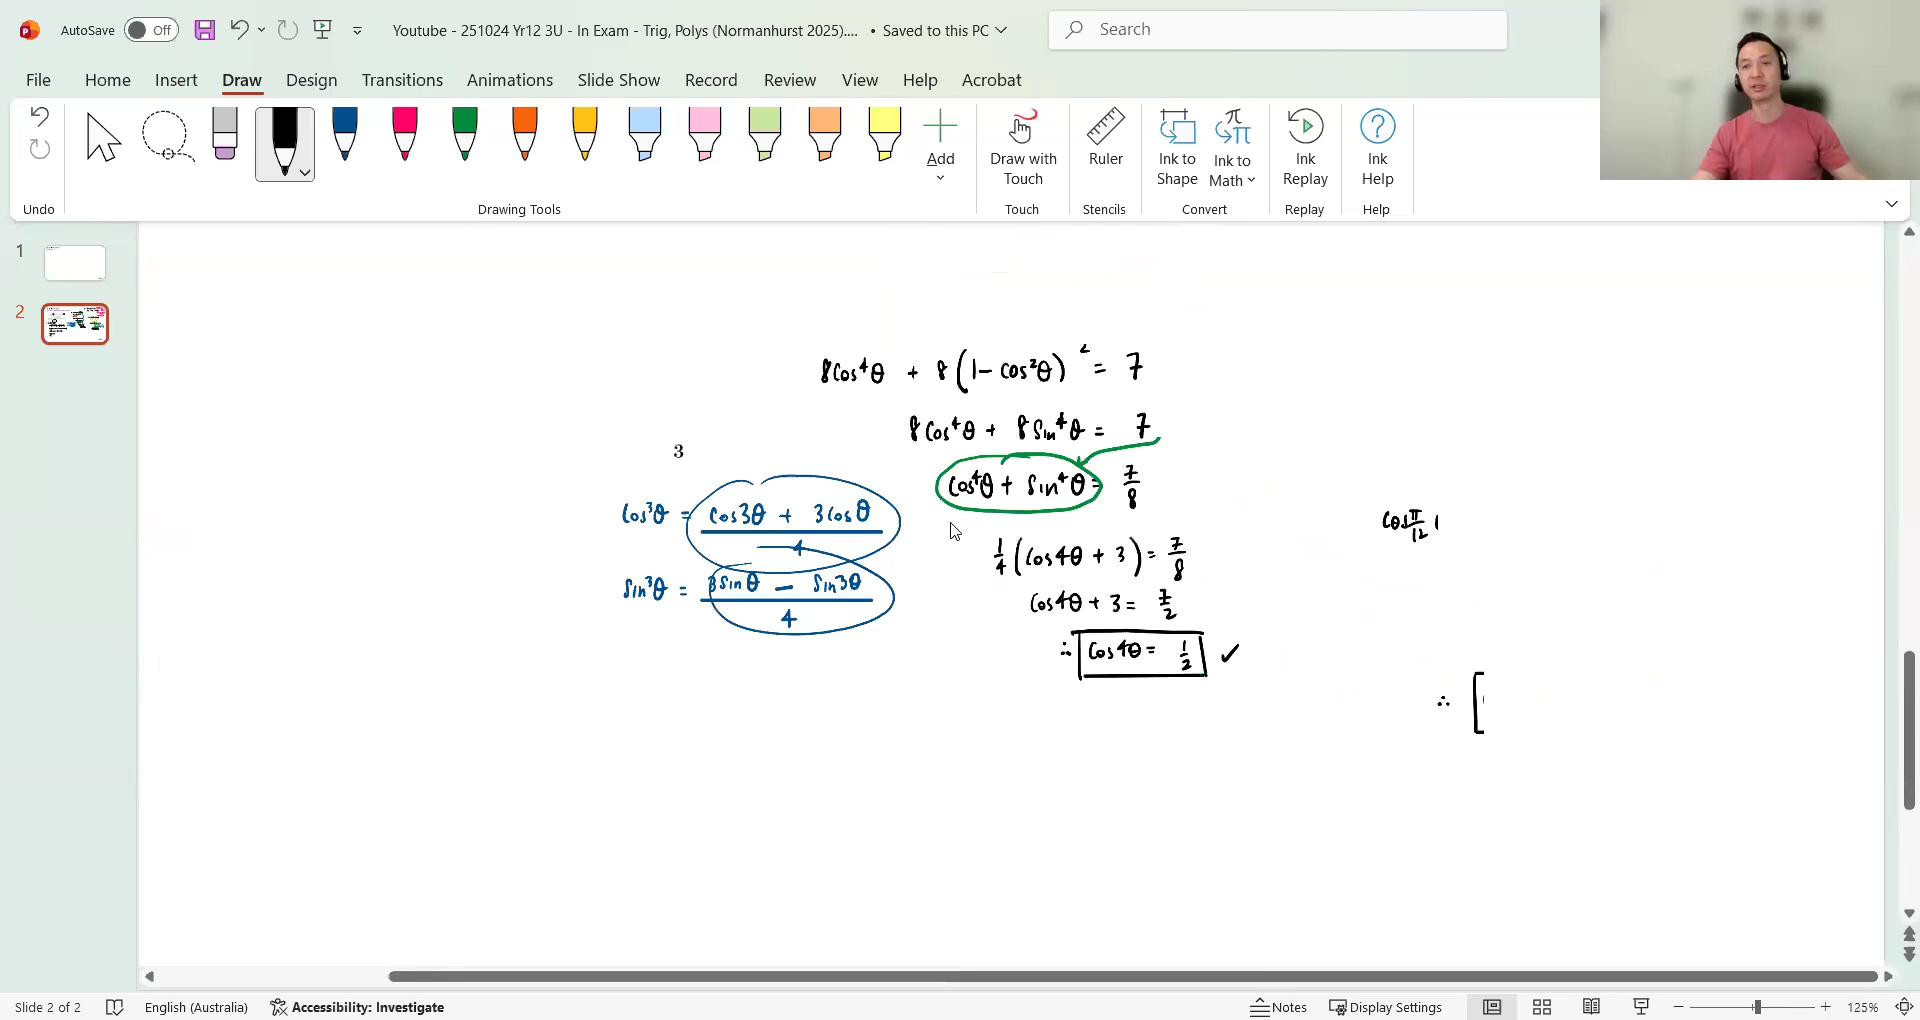 AutoSave Off Youtube - 251024 Yr12 3U - In Exam - Trig, Polys (Normanhurst 2025).... • Saved to this PC Search
File Home Insert Draw Design Transitions Animations Slide Show Record Review View Help Acrobat
Add
Draw with Touch
Ruler
Ink to Shape
Ink to Math
Ink Replay
Ink Help
Undo Drawing Tools Touch Stencils Convert Replay Help
1
2
8cos⁴θ + 8(1 - cos²θ)² = 7
8cos⁴θ + 8sin⁴θ = 7
3
cos⁴θ + sin⁴θ = 7/8
cos³θ = (cos3θ + 3cosθ)/4
sin³θ = (3sinθ - sin3θ)/4
1/4 (cos4θ + 3) = 7/8
cos4θ + 3 = 7/2
∴ cos4θ = 1/2 ✓
cos π/12
∴ [
Slide 2 of 2 English (Australia) Accessibility: Investigate Notes Display Settings 125%